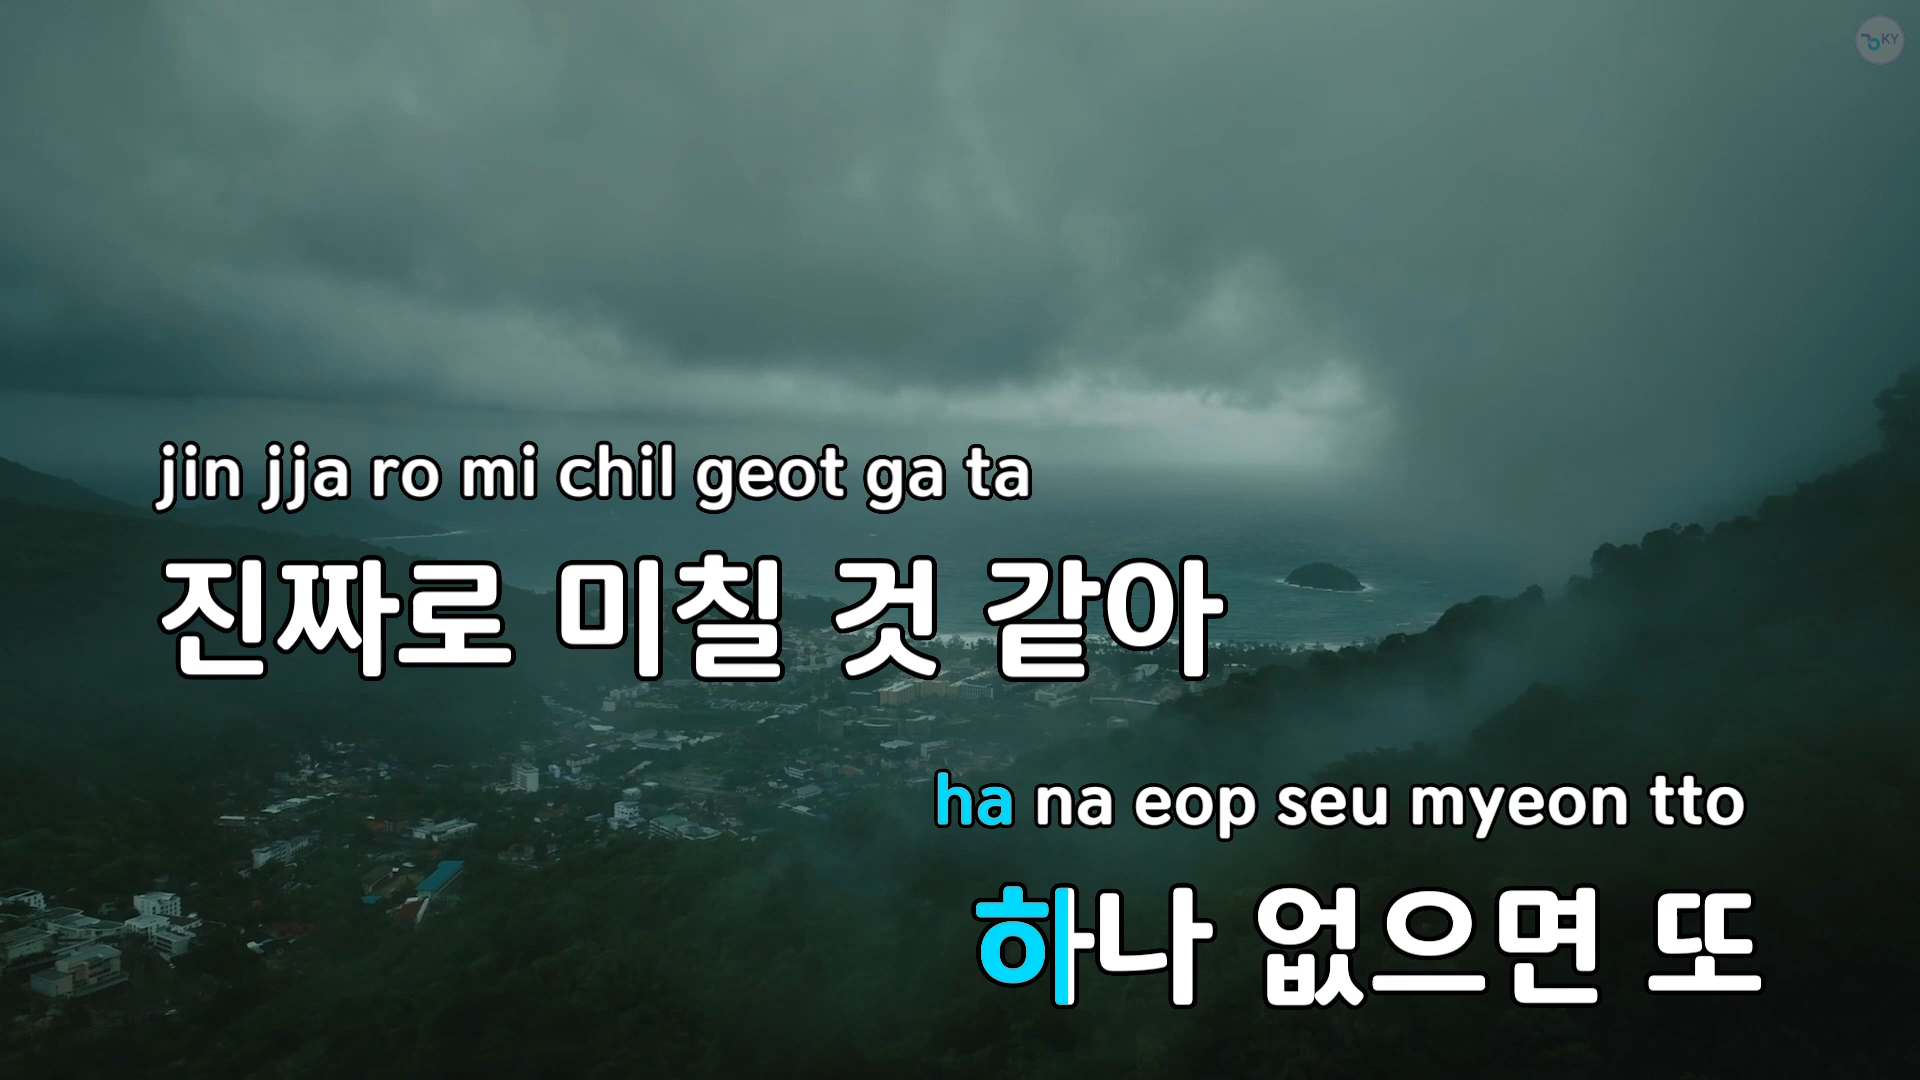 KY
jin jja ro mi chil geot ga ta
진짜로 미칠 것 같아
ha na eop seu myeon tto
하나 없으면 또